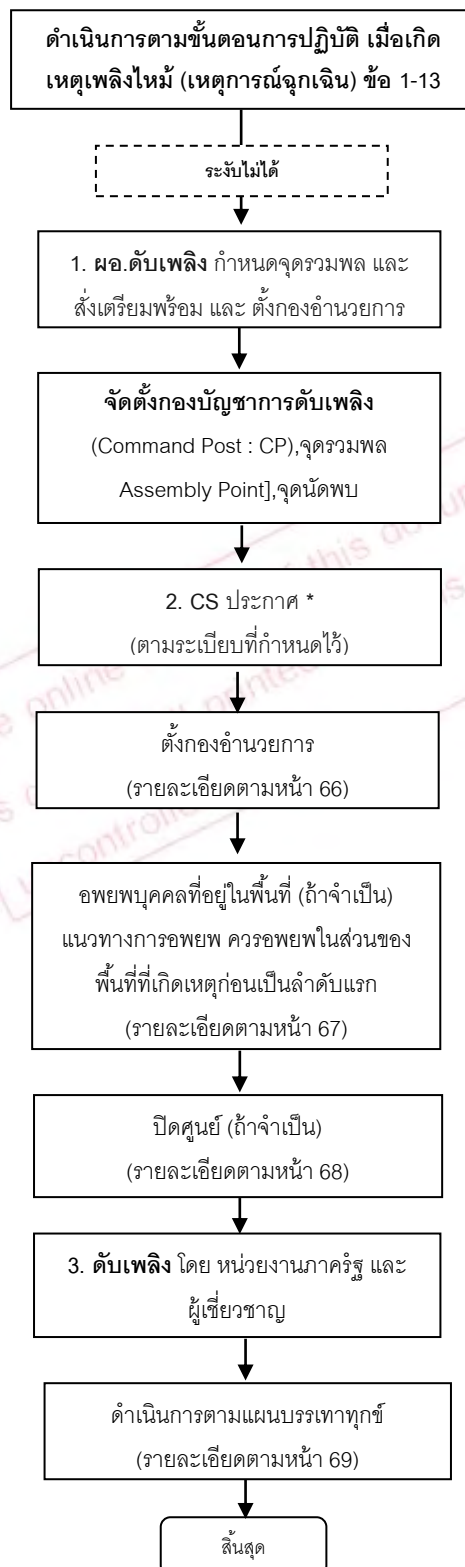 ดำเนินการตามขั้นตอนการปฏิบัติ เมื่อเกิด
เหตุเพลิงไหม้ (เหตุการณ์ฉุกเฉิน) ข้อ 1-13
ระงับไม่ได้
1. ผอ.ดับเพลิง กำหนดจุดรวมพล และ
สั่งเตรียมพร้อม และ ตั้งกองอำนวยการ
จัดตั้งกองบัญชาการดับเพลิง
(Command Post : CP),จุดรวมพล
Assembly Point],จุดนัดพบ
2. CS ประกาศ *
(ตามระเบียบที่กำหนดไว้)
ตั้งกองอำนวยการ
(รายละเอียดตามหน้า 66)
อพยพบุคคลที่อยู่ในพื้นที่ (ถ้าจำเป็น)
แนวทางการอพยพ ควรอพยพในส่วนของ
พื้นที่ที่เกิดเหตุก่อนเป็นลำดับแรก
(รายละเอียดตามหน้า 67)
ปิดศูนย์ (ถ้าจำเป็น)
(รายละเอียดตามหน้า 68)
3. ดับเพลิง โดย หน่วยงานภาครัฐ และ
ผู้เชี่ยวชาญ
ดำเนินการตามแผนบรรเทาทุกข์
(รายละเอียดตามหน้า 69)
สิ้นสุด